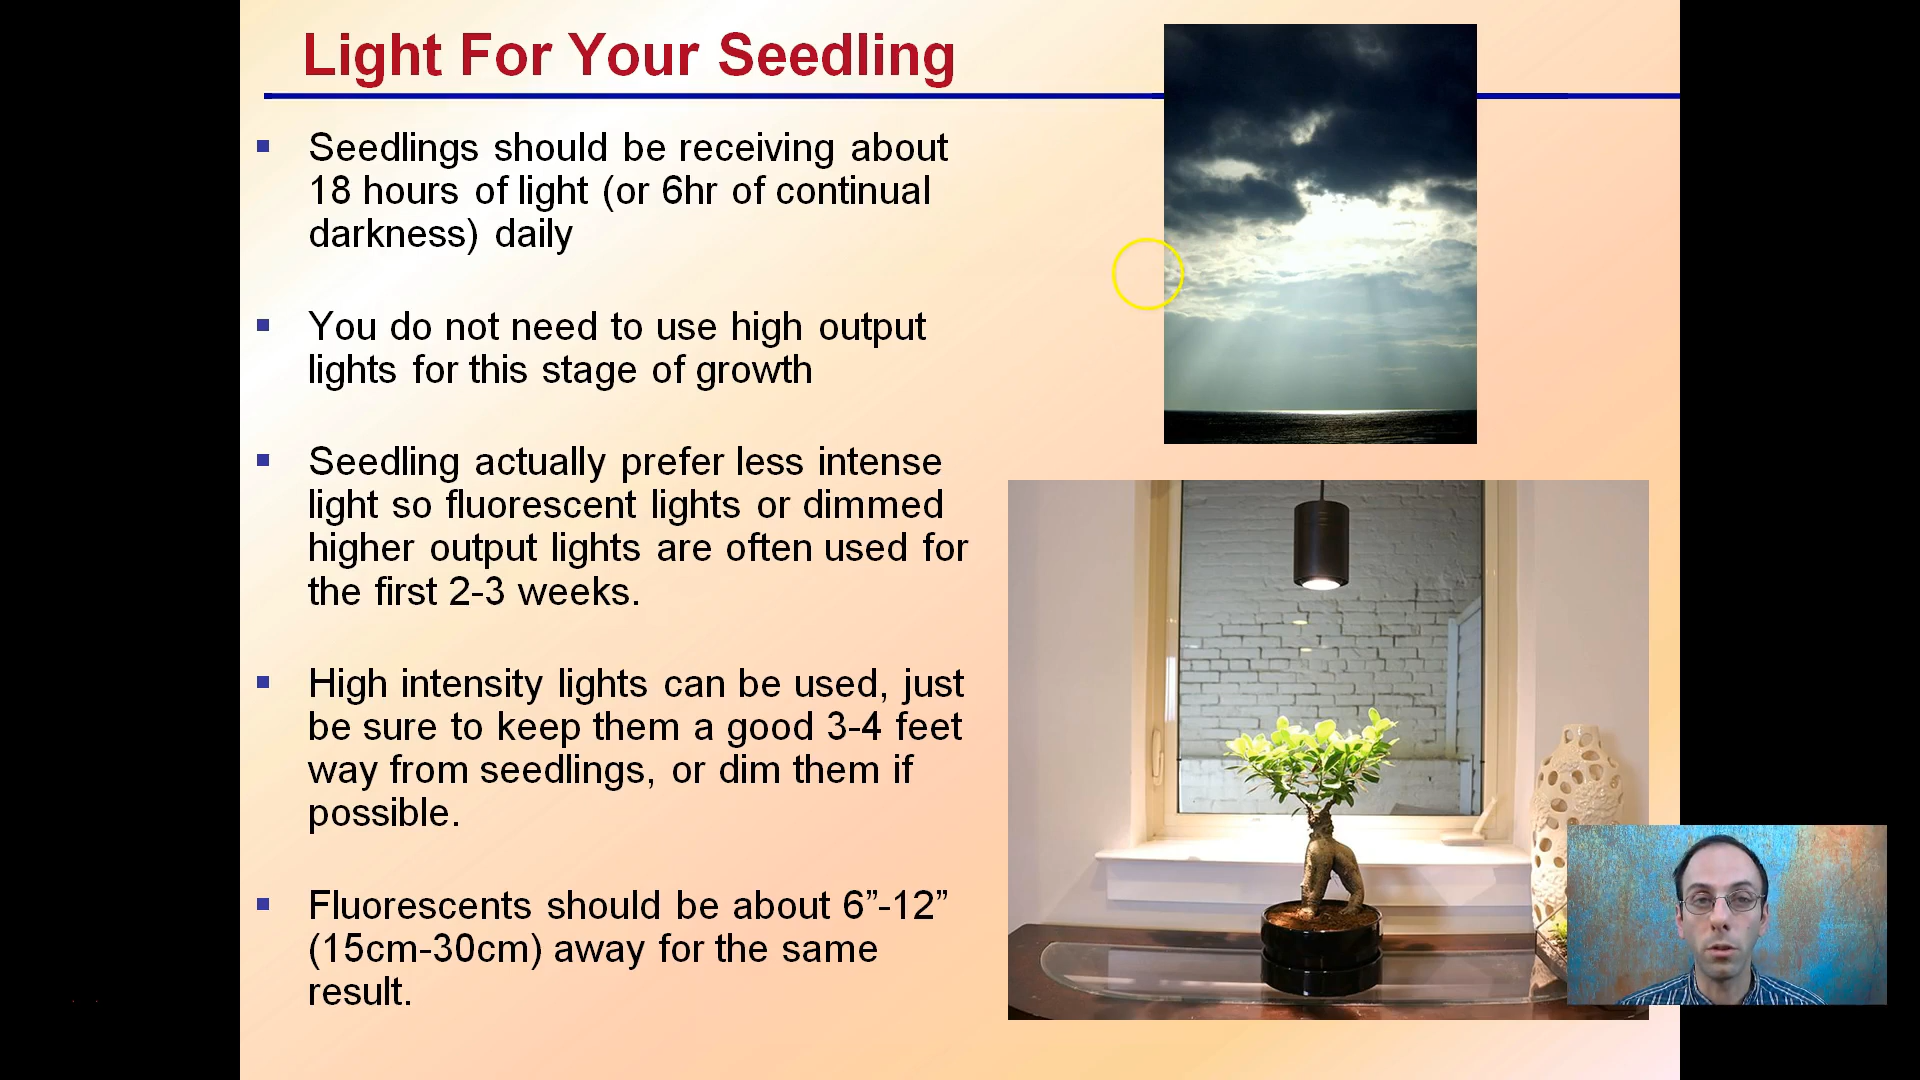 Light For Your Seedling
Seedlings should be receiving about
18 hours of light (or 6hr of continual
darkness) daily
You do not need to use high output
lights for this stage of growth
Seedling actually prefer less intense
light so fluorescent lights or dimmed
higher output lights are often used for
the first 2-3 weeks.
High intensity lights can be used, just
be sure to keep them a good 3-4 feet
way from seedlings, or dim them if
possible.
Fluorescents should be about 6”-12”
(15cm-30cm) away for the same
result.